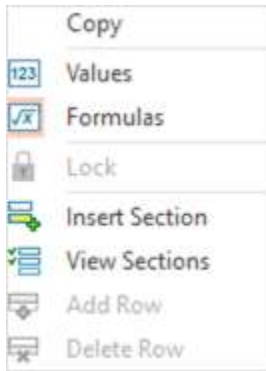 Copy
123 Values
√x Formulas
Lock
Insert Section
View Sections
Add Row
Delete Row